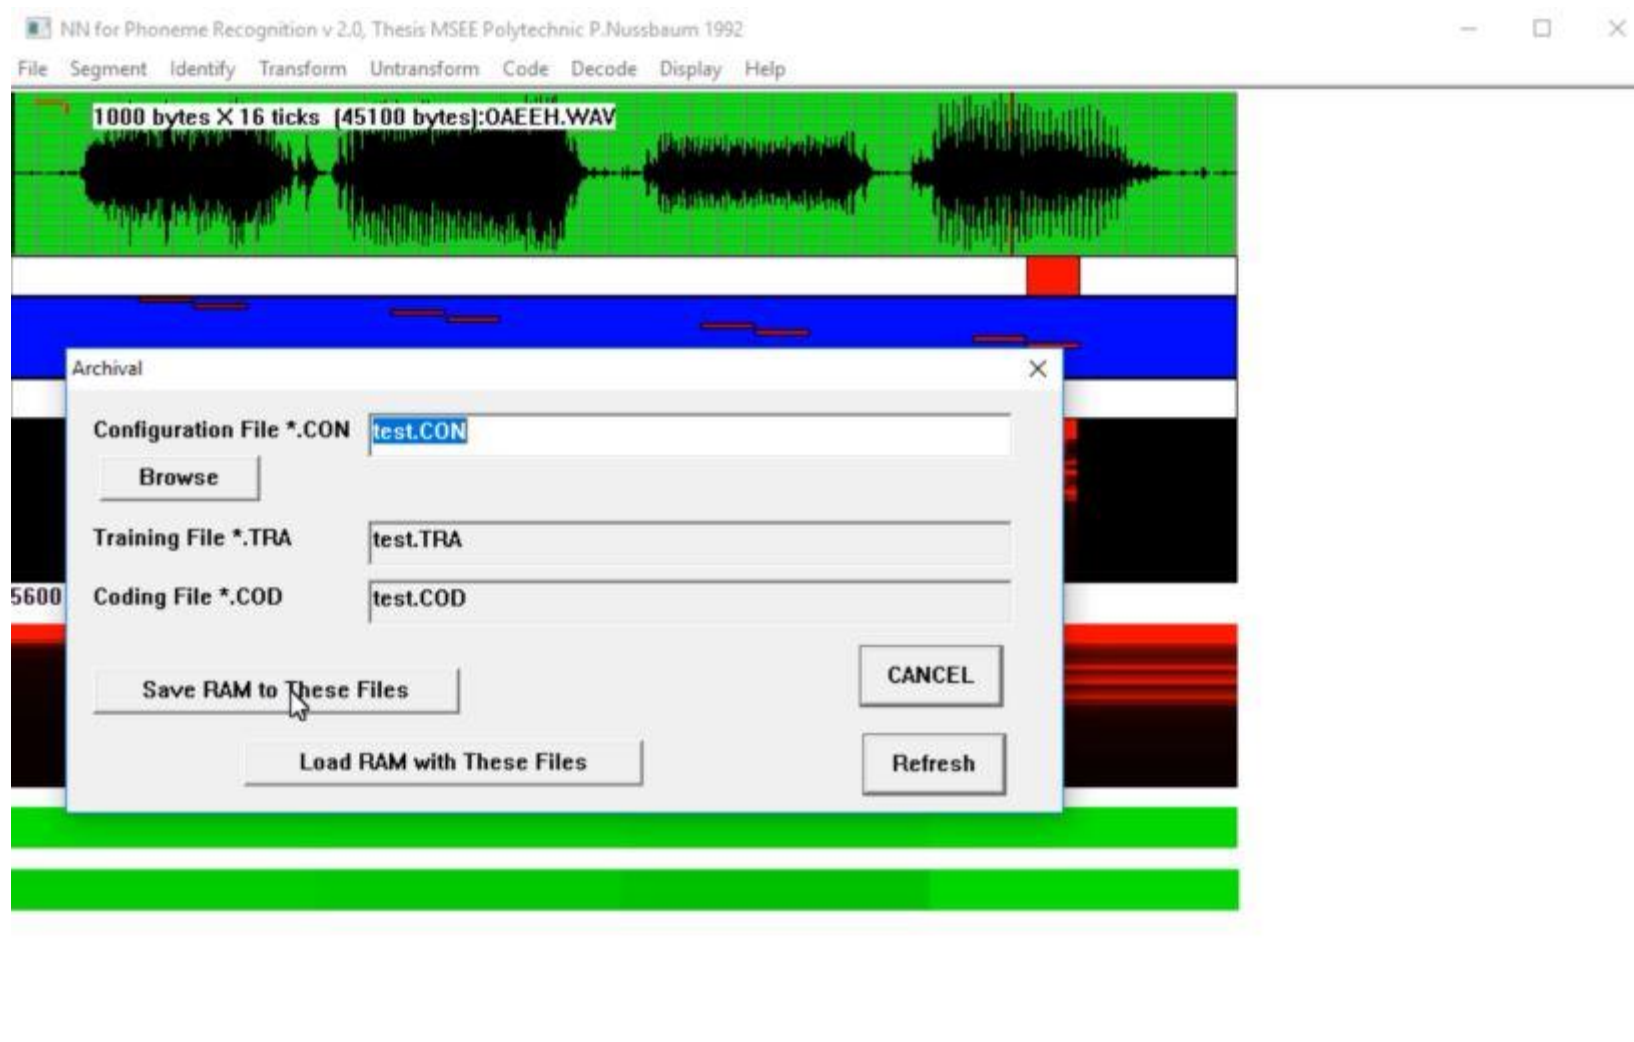 NN for Phoneme Recognition v 2.0, Thesis MSEE Polytechnic P.Nussbaum 1992
File Segment Identify Transform Untransform Code Decode Display Help
1000 bytes X 16 ticks [45100 bytes]:OAEEH.WAV
Archival
Configuration File *.CON test.CON
Browse
Training File *.TRA test.TRA
5600 Coding File *.COD test.COD
CANCEL
Save RAM to These Files
Load RAM with These Files Refresh